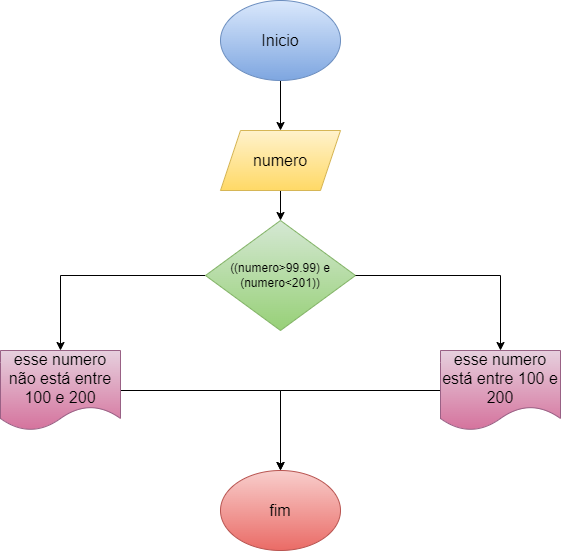 Inicio
numero
((numero>99.99) e
(numero<201))
esse numero
não está entre
100 e 200
esse numero
está entre 100 e
200
fim